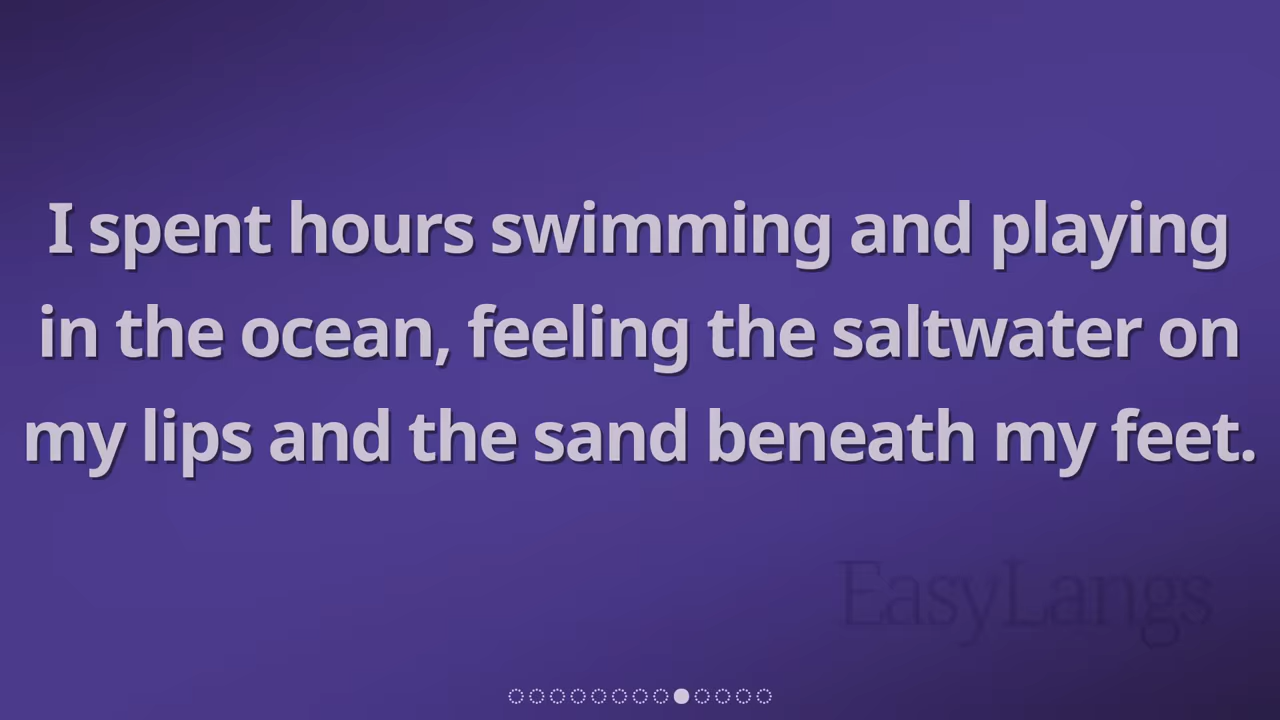 I spent hours swimming and playing
in the ocean, feeling the saltwater on
my lips and the sand beneath my feet.
EasyLangs